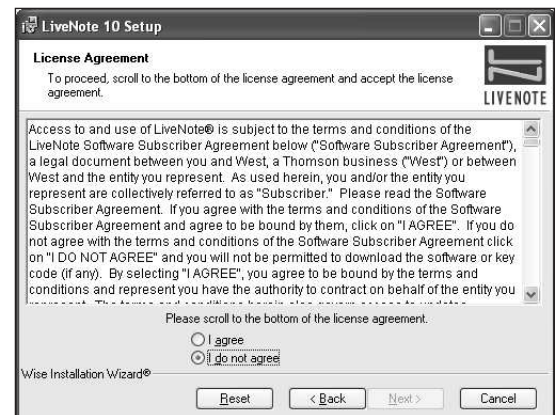 LiveNote 10 Setup
License Agreement
To proceed, scroll to the bottom of the license agreement and accept the license
agreement.
LIVENOTE
Access to and use of LiveNote® is subject to the terms and conditions of the
LiveNote Software Subscriber Agreement below ("Software Subscriber Agreement"),
a legal document between you and West, a Thomson business ("West") or between
West and the entity you represent. As used herein, you and/or the entity you
represent are collectively referred to as "Subscriber." Please read the Software
Subscriber Agreement. If you agree with the terms and conditions of the Software
Subscriber Agreement and agree to be bound by them, click on "I AGREE". If you do
not agree with the terms and conditions of the Software Subscriber Agreement click
on "I DO NOT AGREE" and you will not be permitted to download the software or key
code (if any). By selecting "I AGREE", you agree to be bound by the terms and
conditions and represent you have the authority to contract on behalf of the entity you
Please scroll to the bottom of the license agreement.
I agree
I do not agree
Wise Installation Wizard®
Reset
< Back
Next >
Cancel